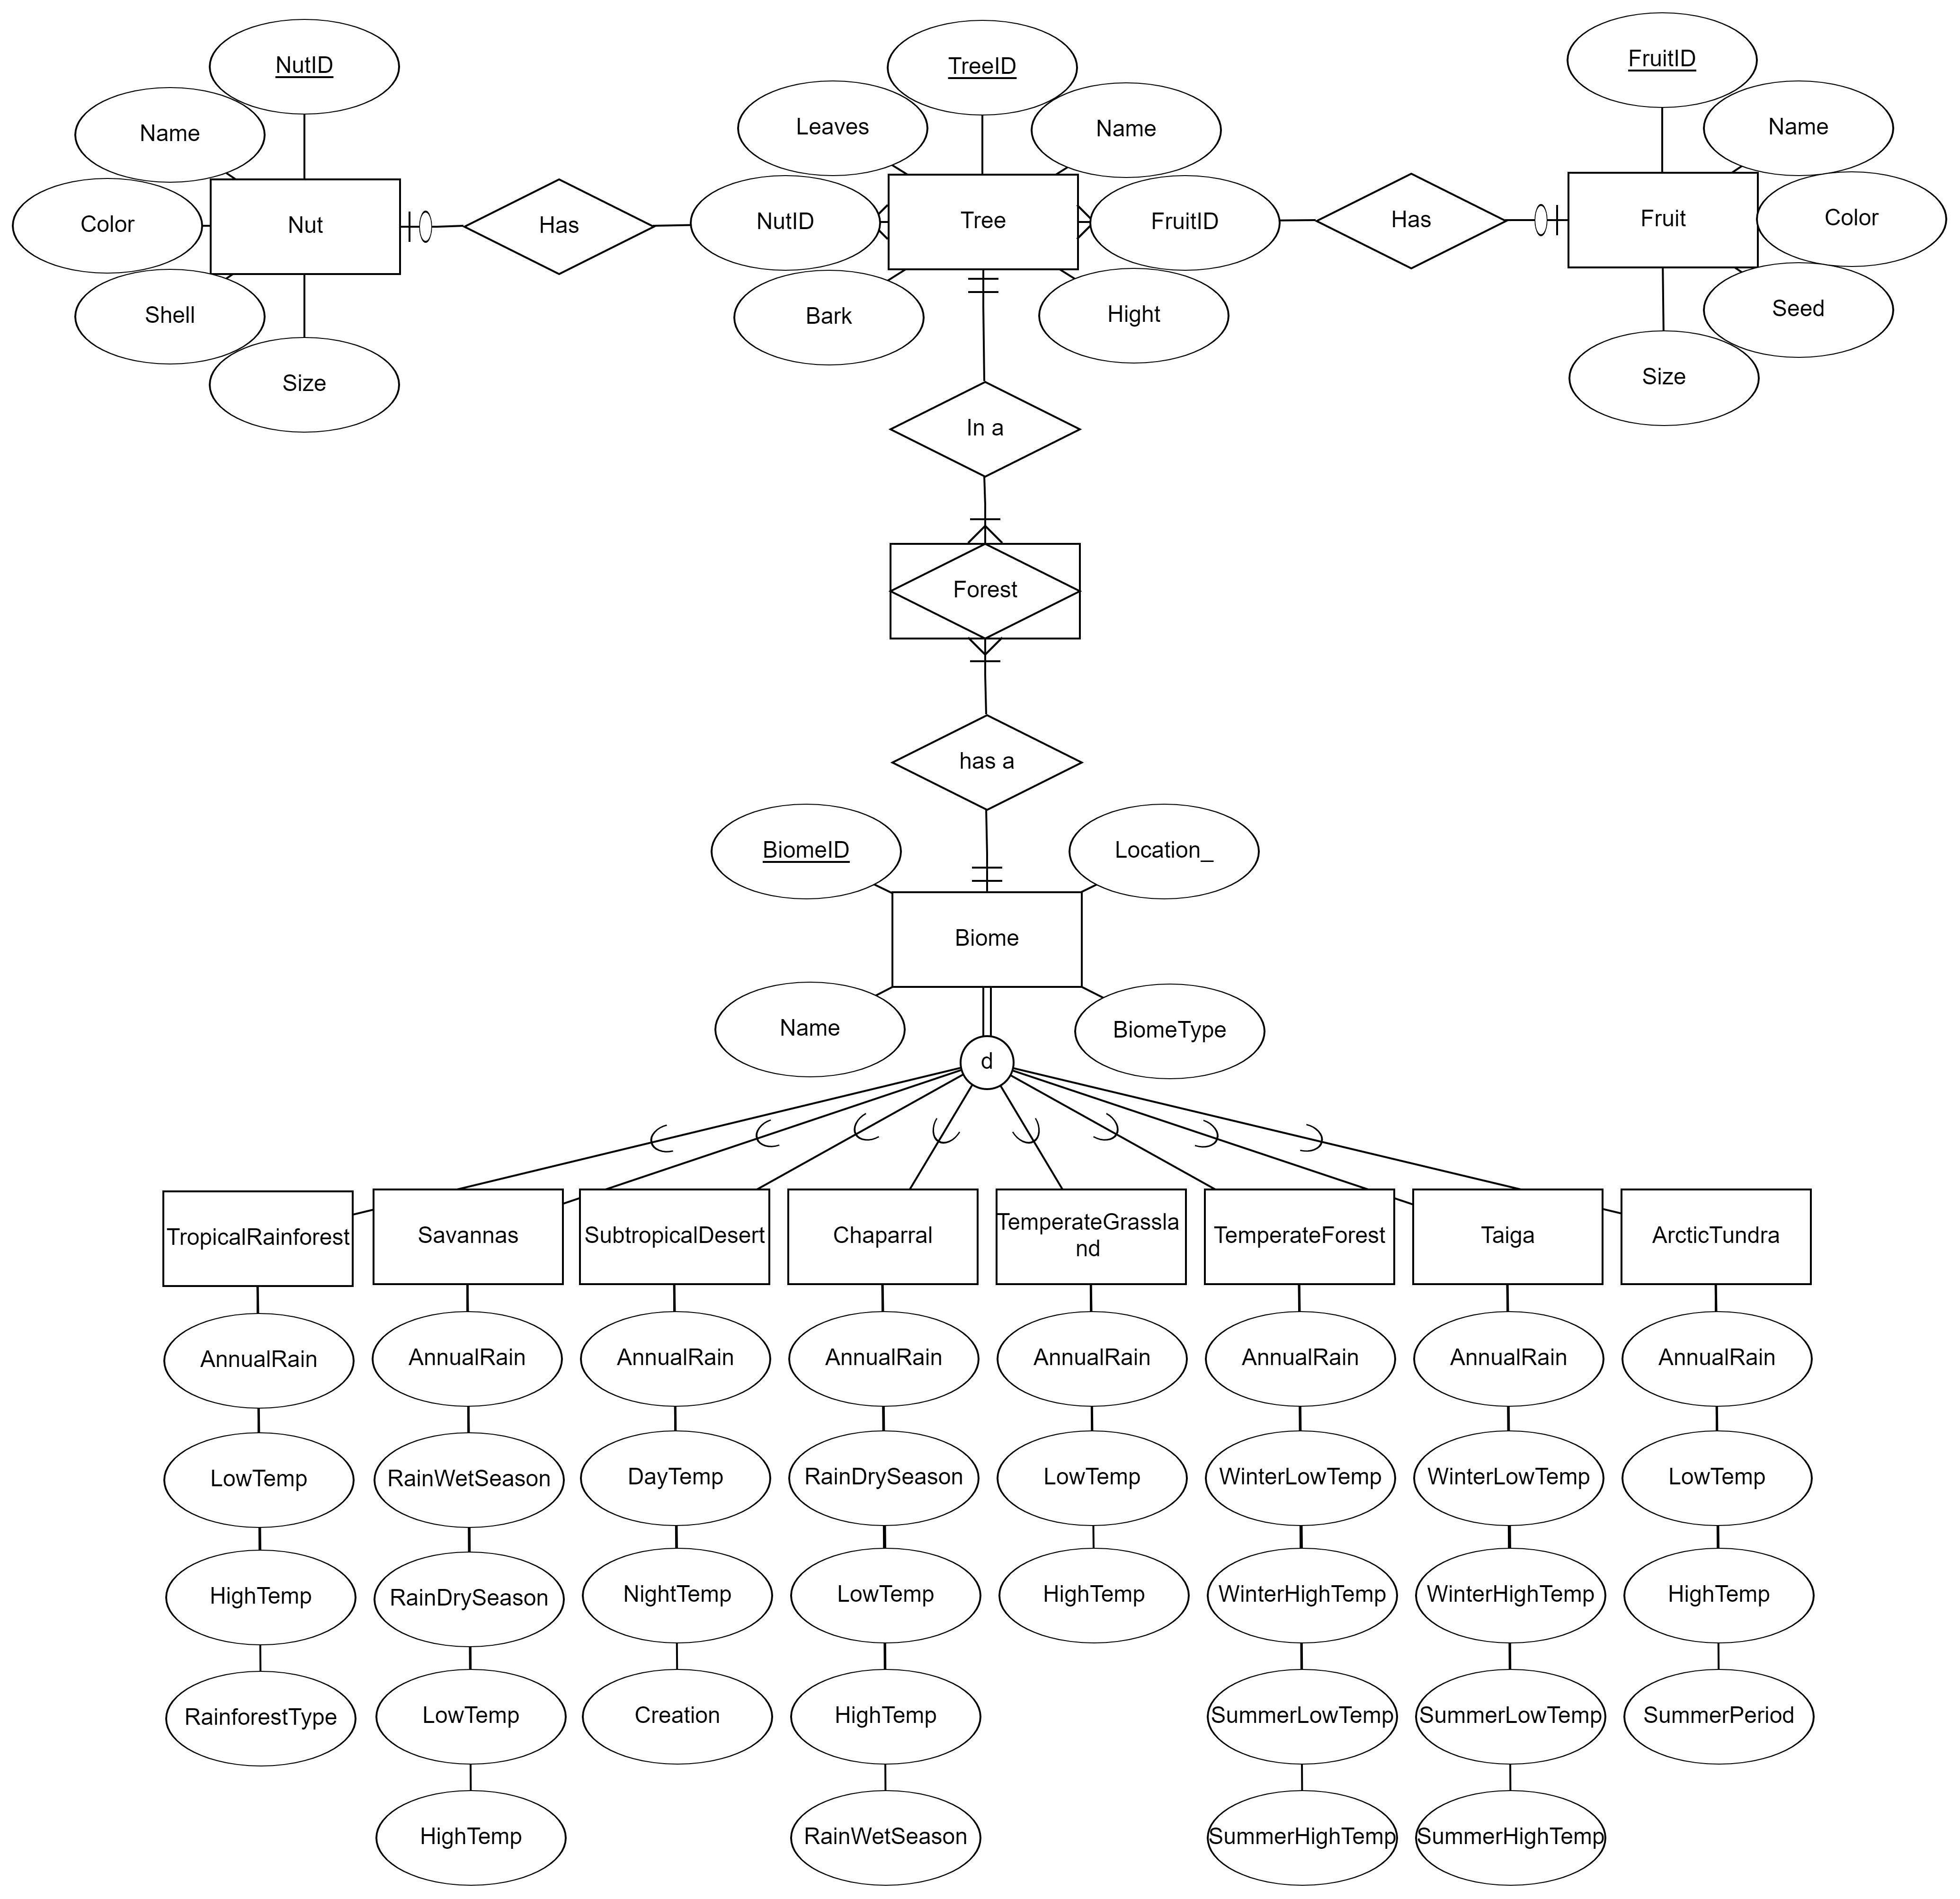 NutID
TreeID
FruitID
Name
Leaves
Name
Name
Color
Nut
Has
NutID
Tree
FruitID
Has
Fruit
Color
Shell
Bark
Hight
Seed
Size
Size
In a
Forest
has a
BiomeID
Location_
Biome
Name
BiomeType
d
TropicalRainforest
Savannas
SubtropicalDesert
Chaparral
TemperateGrassla
nd
TemperateForest
Taiga
ArcticTundra
AnnualRain
AnnualRain
AnnualRain
AnnualRain
AnnualRain
AnnualRain
AnnualRain
AnnualRain
LowTemp
RainWetSeason
DayTemp
RainDrySeason
LowTemp
WinterLowTemp
WinterLowTemp
LowTemp
HighTemp
RainDrySeason
NightTemp
LowTemp
HighTemp
WinterHighTemp
WinterHighTemp
HighTemp
RainforestType
LowTemp
Creation
HighTemp
SummerLowTemp
SummerLowTemp
SummerPeriod
HighTemp
RainWetSeason
SummerHighTemp
SummerHighTemp